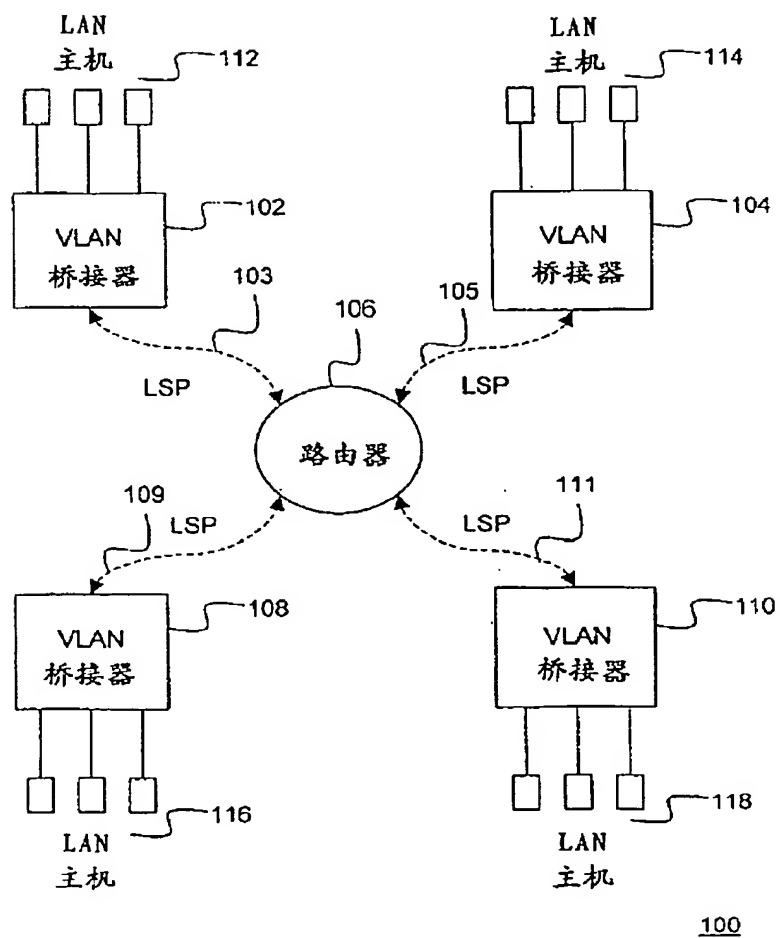 LAN
主机
112
LAN
主机
114
VLAN
桥接器
102
VLAN
桥接器
104
103
106
105
LSP
LSP
路由器
109
LSP
LSP
111
VLAN
桥接器
108
VLAN
桥接器
110
LAN
主机
116
LAN
主机
118
100